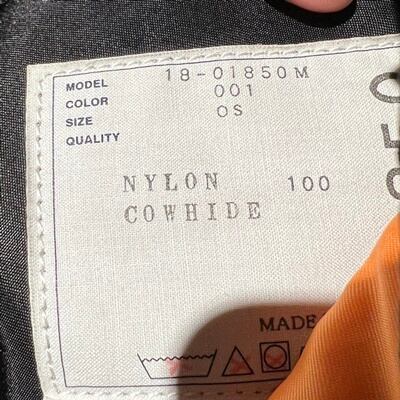 MODEL 18-01850M
COLOR 001
SIZE OS
QUALITY
NYLON 100
COWHIDE
MADE